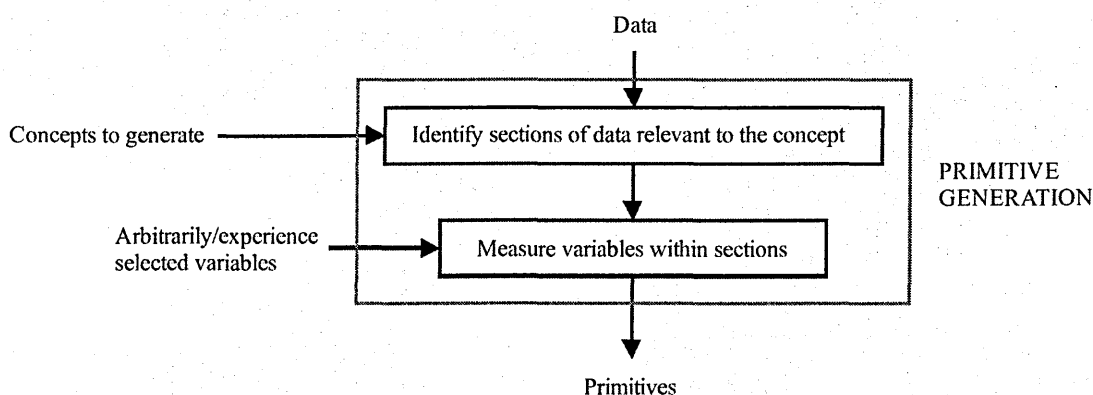 Data
Concepts to generate
Identify sections of data relevant to the concept
PRIMITIVE
GENERATION
Arbitrarily/experience
selected variables
Measure variables within sections
Primitives